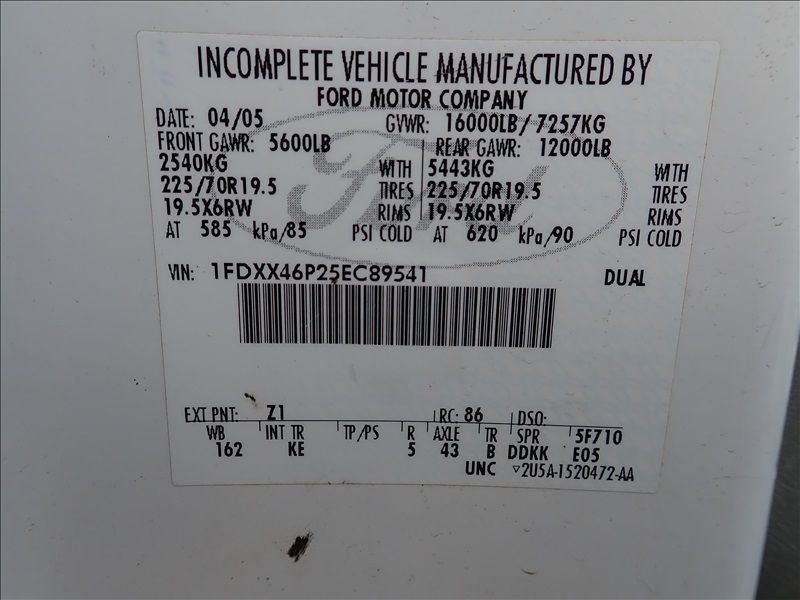 INCOMPLETE VEHICLE MANUFACTURED BY
FORD MOTOR COMPANY
DATE: 04/05 GVWR: 16000LB/7257KG
FRONT GAWR: 5600LB REAR GAWR: 12000LB
2540KG WITH 5443KG WITH
225/70R19.5 TIRES 225/70R19.5 TIRES
19.5X6RW RIMS 19.5X6RW RIMS
AT 585 kPa/85 PSI COLD AT 620 kPa/90 PSI COLD
VIN: 1FDXX46P25EC89541 DUAL
EXT PNT: Z1 RC: 86 DSO:
WB INT TR TP/PS R AXLE TR SPR 5F710
162 KE 5 43 B DDKK E05
UNC ▽2U5A-1520472-AA
Ford